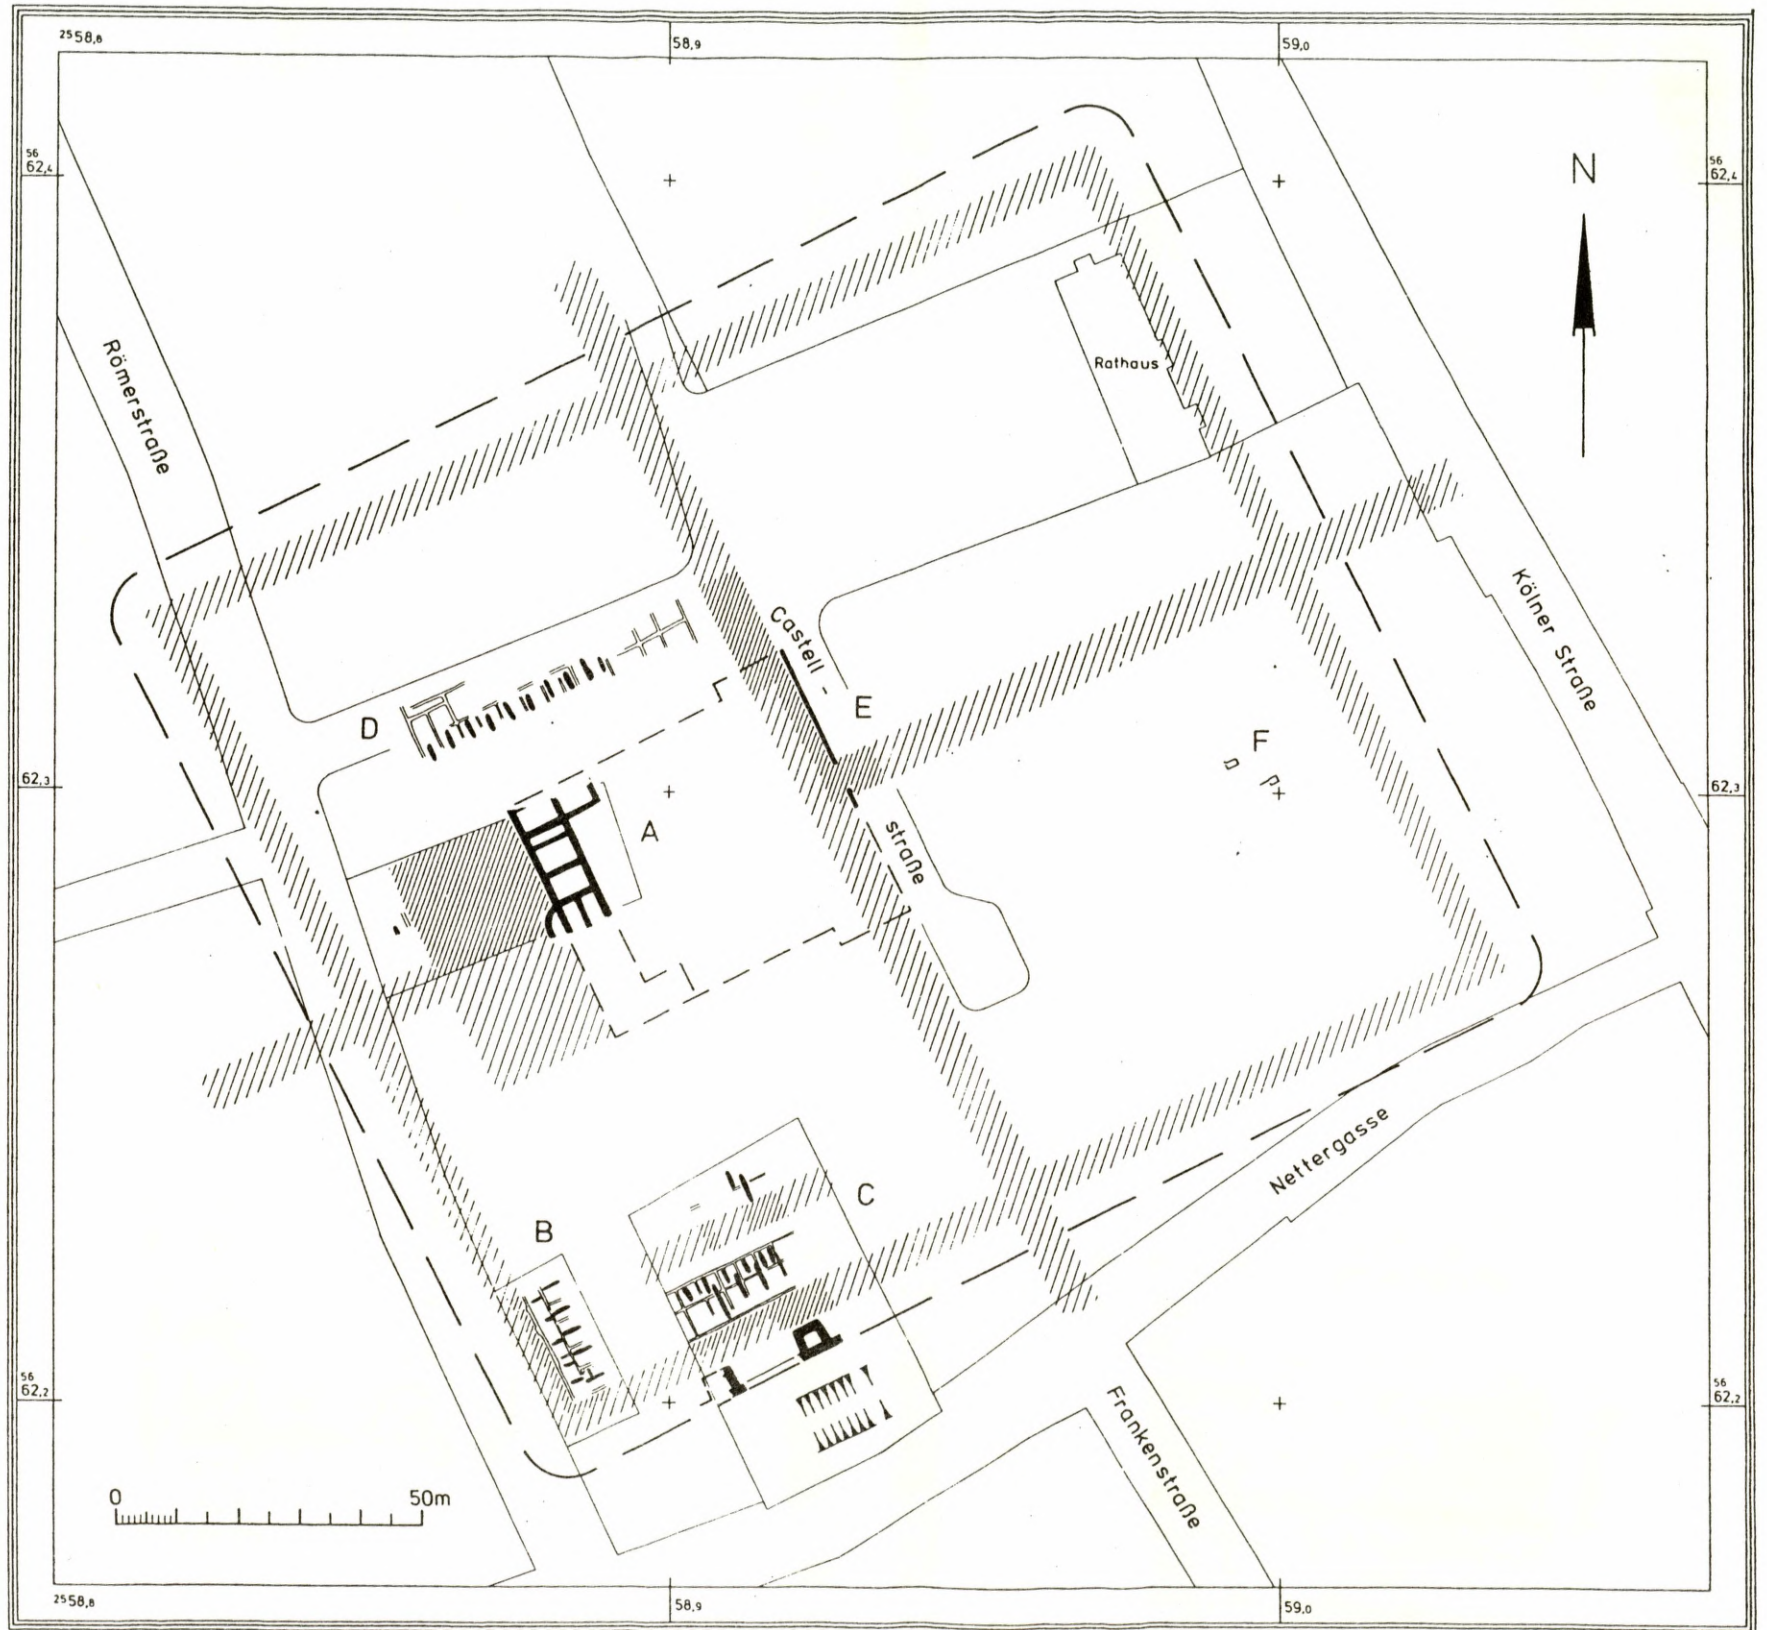 2558,8
58,9
59,0
56
62,4
56
62,4
N
Römerstraße
Rathaus
Castell -
Kölner Straße
D
E
F
62,3
62,3
A
straße
Nettergasse
C
B
56
62,2
56
62,2
Frankenstraße
0 50m
2558,8
58,9
59,0